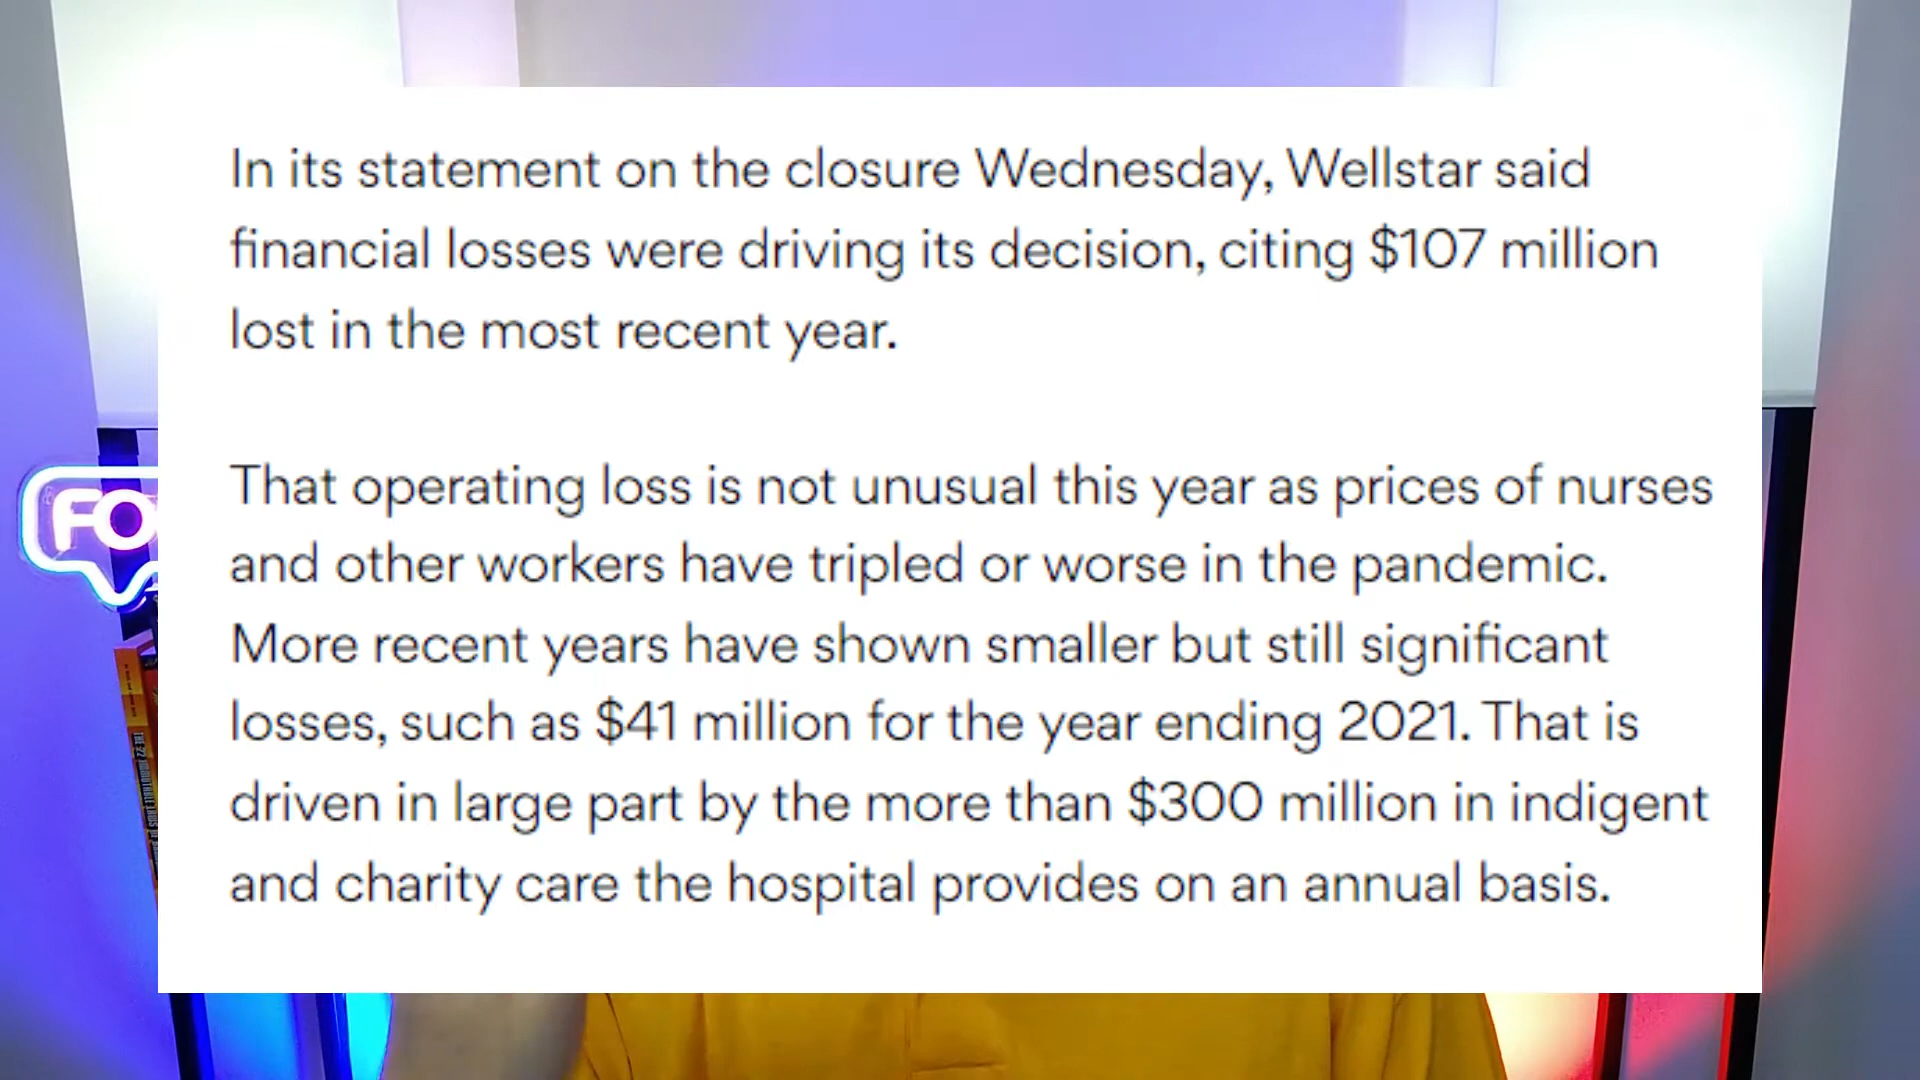 In its statement on the closure Wednesday, Wellstar said
financial losses were driving its decision, citing $107 million
lost in the most recent year.
That operating loss is not unusual this year as prices of nurses
and other workers have tripled or worse in the pandemic.
More recent years have shown smaller but still significant
losses, such as $41 million for the year ending 2021. That is
driven in large part by the more than $300 million in indigent
and charity care the hospital provides on an annual basis.
FO